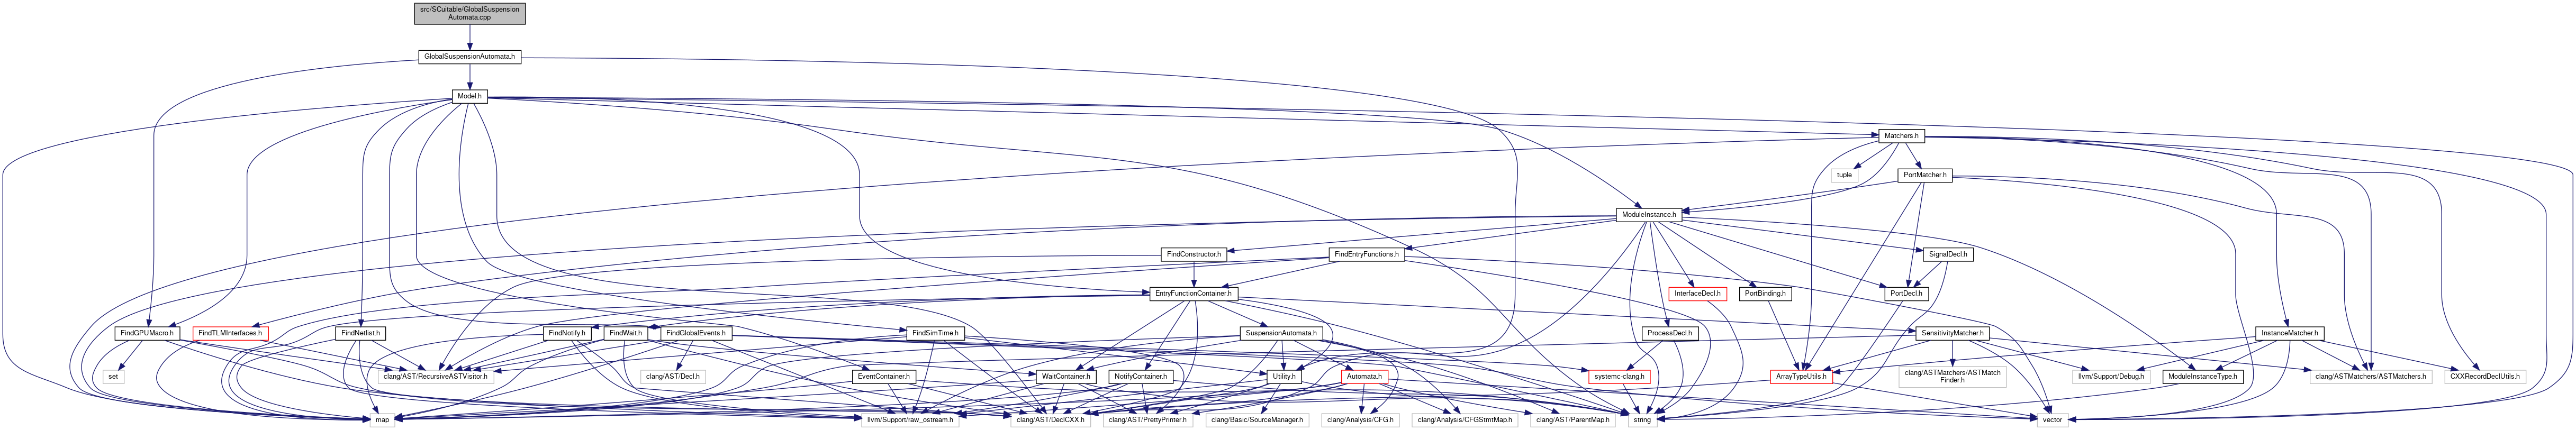 src/SCuitable/GlobalSuspension
Automata.cpp
GlobalSuspensionAutomata.h
Model.h
Matchers.h
tuple
PortMatcher.h
ModuleInstance.h
FindConstructor.h
FindEntryFunctions.h
SignalDecl.h
EntryFunctionContainer.h
InterfaceDecl.h
PortBinding.h
PortDecl.h
FindGPUMacro.h
FindTLMInterfaces.h
FindNetlist.h
FindNotify.h
FindWait.h
FindGlobalEvents.h
FindSimTime.h
SuspensionAutomata.h
ProcessDecl.h
SensitivityMatcher.h
InstanceMatcher.h
set
clang/AST/RecursiveASTVisitor.h
clang/AST/Decl.h
EventContainer.h
WaitContainer.h
NotifyContainer.h
Utility.h
Automata.h
systemc-clang.h
ArrayTypeUtils.h
clang/ASTMatchers/ASTMatch
Finder.h
llvm/Support/Debug.h
ModuleInstanceType.h
clang/ASTMatchers/ASTMatchers.h
CXXRecordDeclUtils.h
map
llvm/Support/raw_ostream.h
clang/AST/DeclCXX.h
clang/AST/PrettyPrinter.h
clang/Basic/SourceManager.h
clang/Analysis/CFG.h
clang/Analysis/CFGStmtMap.h
clang/AST/ParentMap.h
string
vector